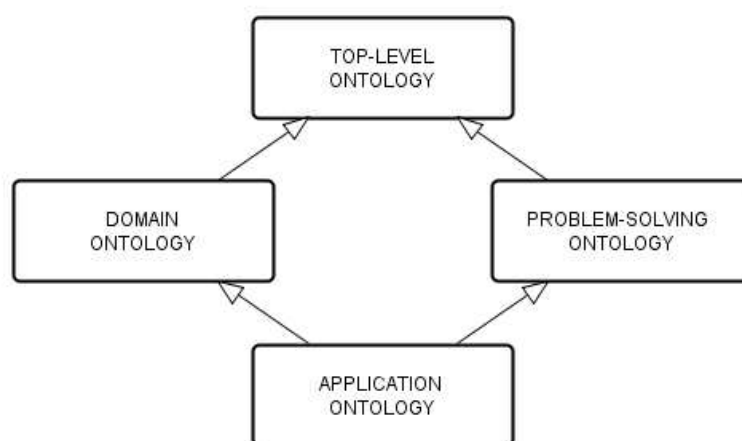 TOP-LEVEL
ONTOLOGY
DOMAIN
ONTOLOGY
PROBLEM-SOLVING
ONTOLOGY
APPLICATION
ONTOLOGY